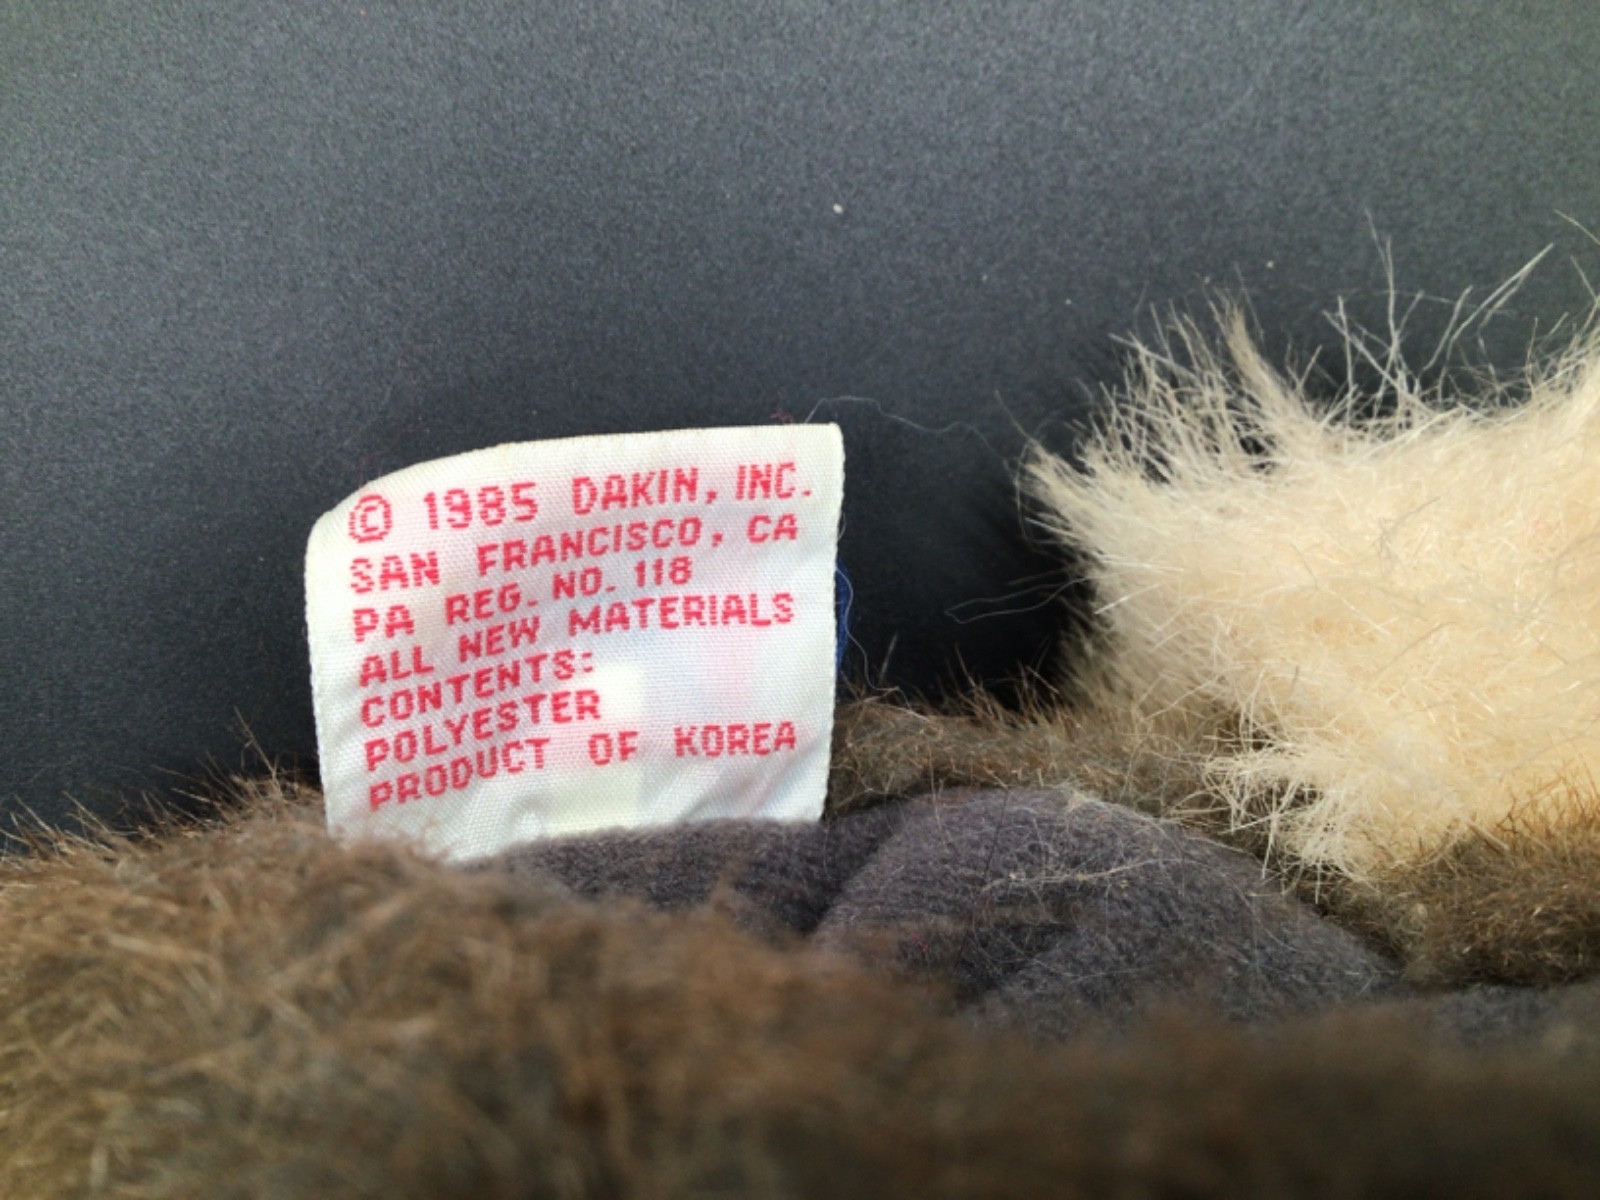 © 1985 DAKIN, INC.
SAN FRANCISCO, CA
PA REG. NO. 118
ALL NEW MATERIALS
CONTENTS:
POLYESTER
PRODUCT OF KOREA